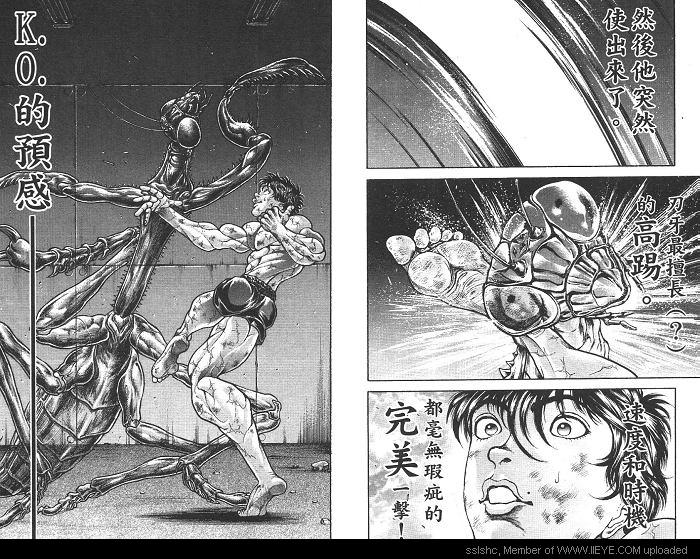 然後他突然
使出來了。
刃牙最擅長(？)
的高踢。
速度和時機
都毫無瑕疵的
完美一擊！
K.O.的預感
sslshc, Member of WWW.IIEYE.COM uploaded